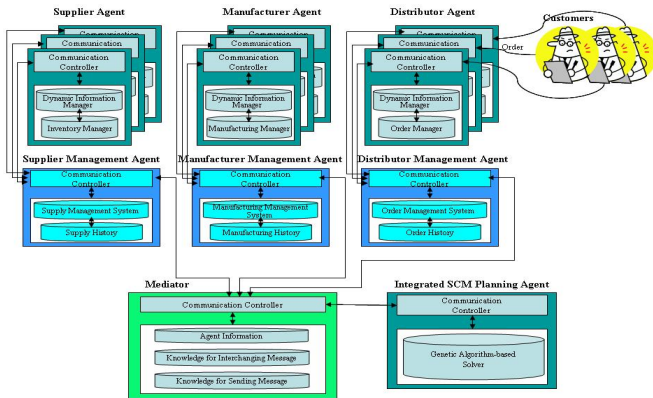 Supplier Agent
Manufacturer Agent
Distributor Agent
Customers
Communication
Communication
Communication
Communication
Communication
Communication
Order
Communication
Controller
Communication
Controller
Communication
Controller
Dynamic Information
Manager
Dynamic Information
Manager
Dynamic Information
Manager
Inventory Manager
Manufacturing Manager
Order Manager
Supplier Management Agent
Manufacturer Management Agent
Distributor Management Agent
Communication
Controller
Communication
Controller
Communication
Controller
Supply Management System
Manufacturing Management
System
Order Management System
Supply History
Manufacturing History
Order History
Mediator
Integrated SCM Planning Agent
Communication Controller
Communication
Controller
Agent Information
Knowledge for Interchanging Message
Knowledge for Sending Message
Genetic Algorithm-based
Solver